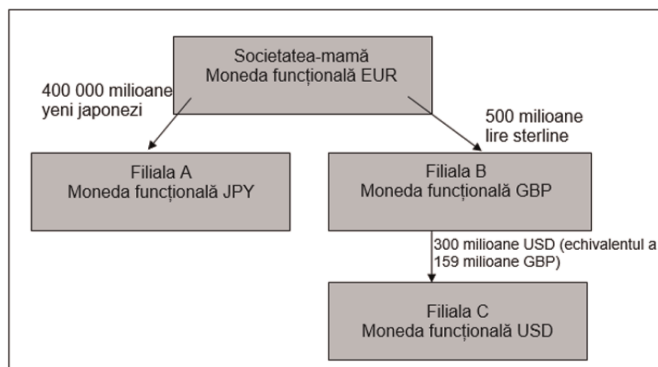 Societatea-mamă
Moneda funcțională EUR
400 000 milioane
yeni japonezi
500 milioane
lire sterline
Filiala A
Moneda funcțională JPY
Filiala B
Moneda funcțională GBP
300 milioane USD (echivalentul a
159 milioane GBP)
Filiala C
Moneda funcțională USD